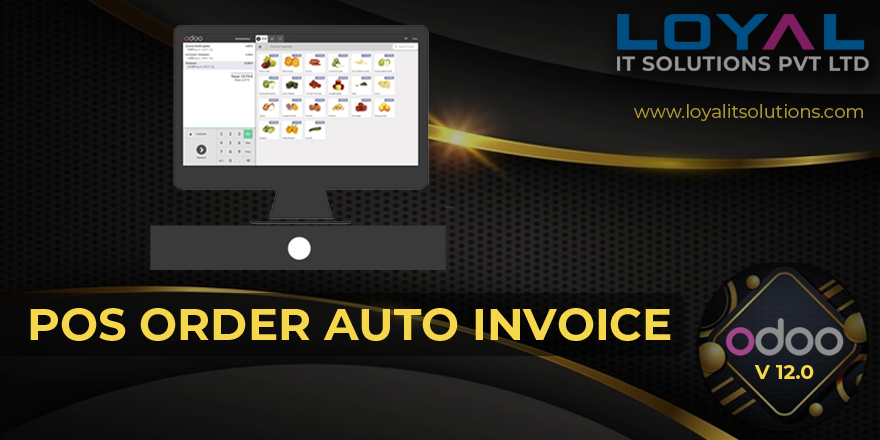 LOYAL
IT SOLUTIONS PVT LTD
www.loyalitsolutions.com
odoo
POS ORDER AUTO INVOICE
odoo
V 12.0